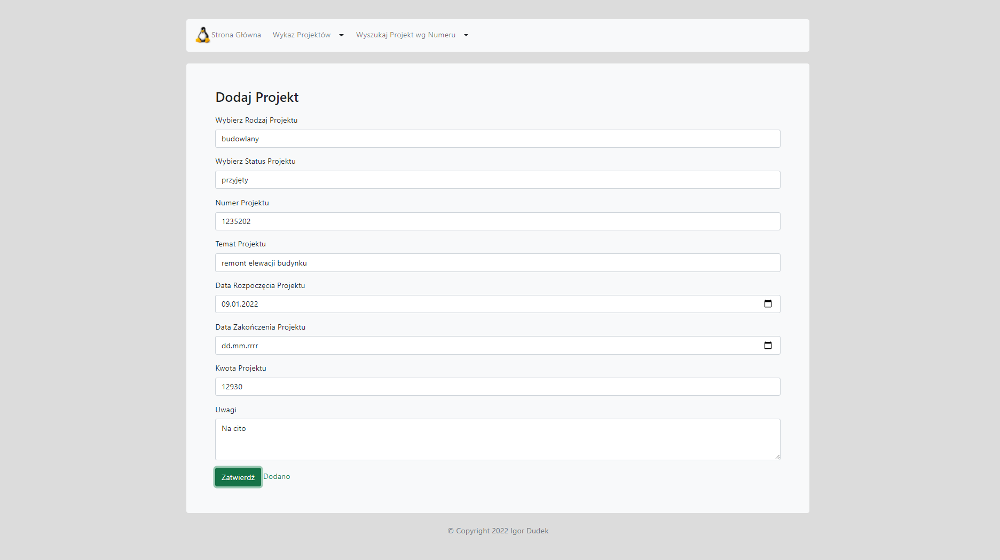 Strona Główna Wykaz Projektów Wyszukaj Projekt wg Numeru
Dodaj Projekt
Wybierz Rodzaj Projektu
budowlany
Wybierz Status Projektu
przyjęty
Numer Projektu
1235202
Temat Projektu
remont elewacji budynku
Data Rozpoczęcia Projektu
09.01.2022
Data Zakończenia Projektu
dd.mm.rrrr
Kwota Projektu
12930
Uwagi
Na cito
Zatwierdź Dodano
© Copyright 2022 Igor Dudek